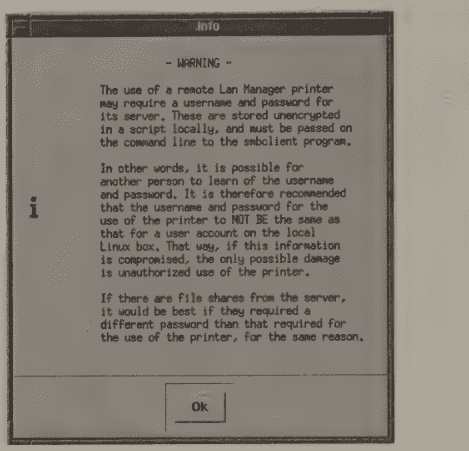 .info
- WARNING -
The use of a remote Lan Manager printer
may require a username and password for
its server. These are stored unencrypted
in a script locally, and must be passed on
the command line to the smbclient program.
In other words, it is possible for
another person to learn of the username
and password. It is therefore recommended
that the username and password for the
use of the printer to NOT BE the same as
that for a user account on the local
Linux box. That way, if this information
is compromised, the only possible damage
is unauthorized use of the printer.
If there are file shares from the server,
it would be best if they required a
different password than that required for
the use of the printer, for the same reason.
i
Ok